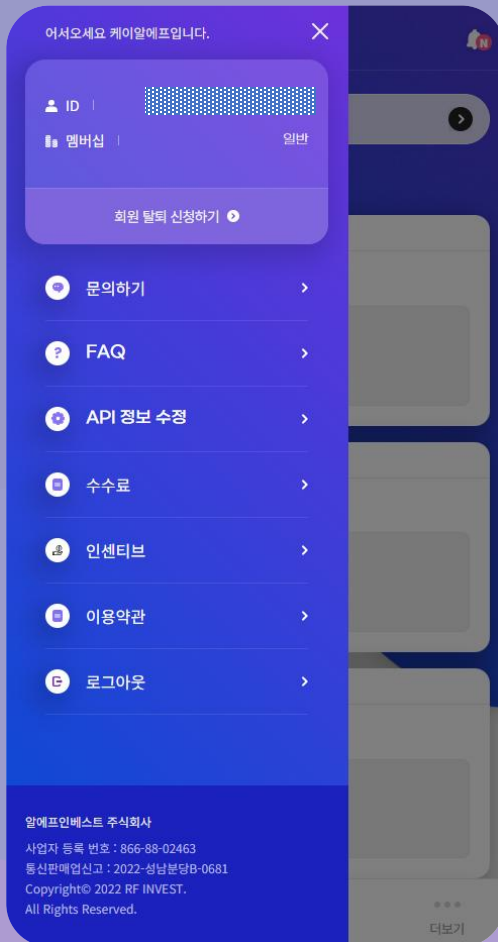 어서오세요 케이알에프입니다.
N
ID
멤버십 일반
회원 탈퇴 신청하기
문의하기
? FAQ
API 정보 수정
수수료
인센티브
이용약관
로그아웃
알에프인베스트 주식회사
사업자 등록 번호 : 866-88-02463
통신판매업신고 : 2022-성남분당B-0681
Copyright© 2022 RF INVEST.
All Rights Reserved.
더보기